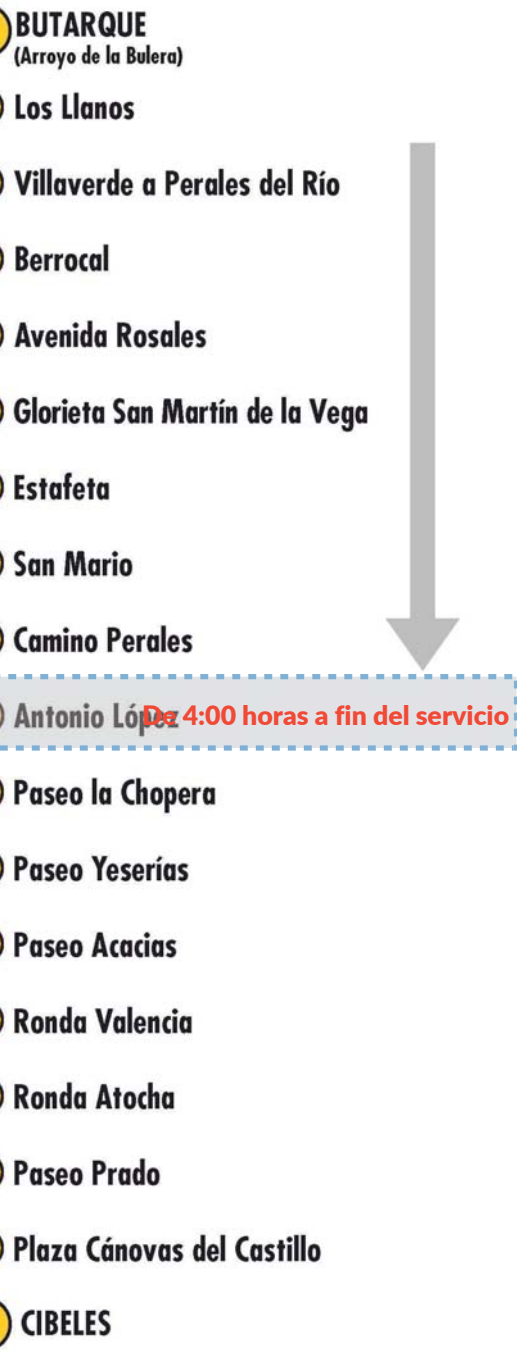 BUTARQUE
(Arroyo de la Bulera)
Los Llanos
Villaverde a Perales del Río
Berrocal
Avenida Rosales
Glorieta San Martín de la Vega
Estafeta
San Mario
Camino Perales
Antonio López De 4:00 horas a fin del servicio
Paseo la Chopera
Paseo Yeserías
Paseo Acacias
Ronda Valencia
Ronda Atocha
Paseo Prado
Plaza Cánovas del Castillo
CIBELES